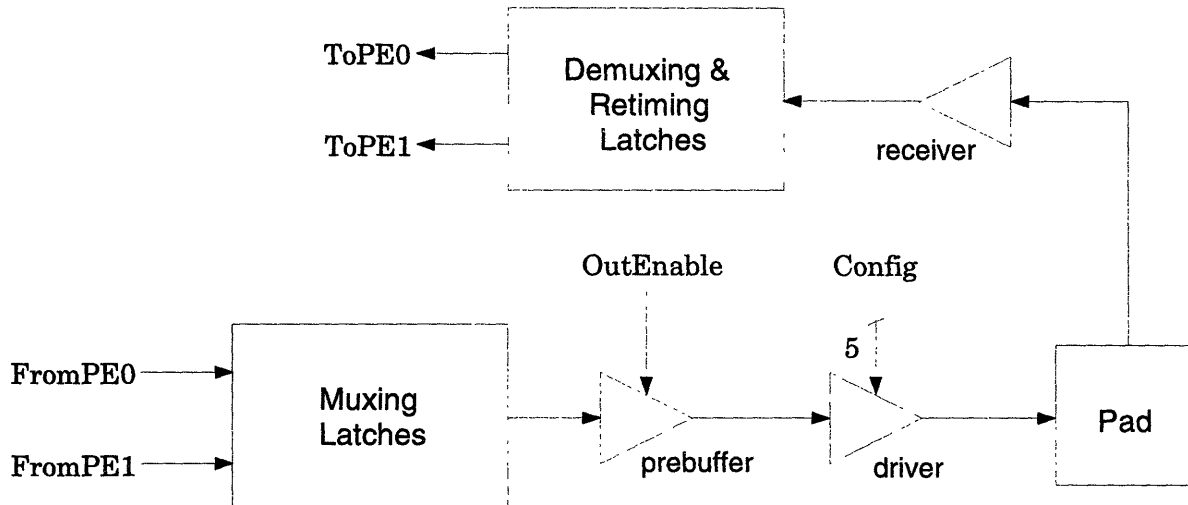 ToPE0
ToPE1
Demuxing &
Retiming
Latches
receiver
OutEnable
Config
5
FromPE0
FromPE1
Muxing
Latches
prebuffer
driver
Pad